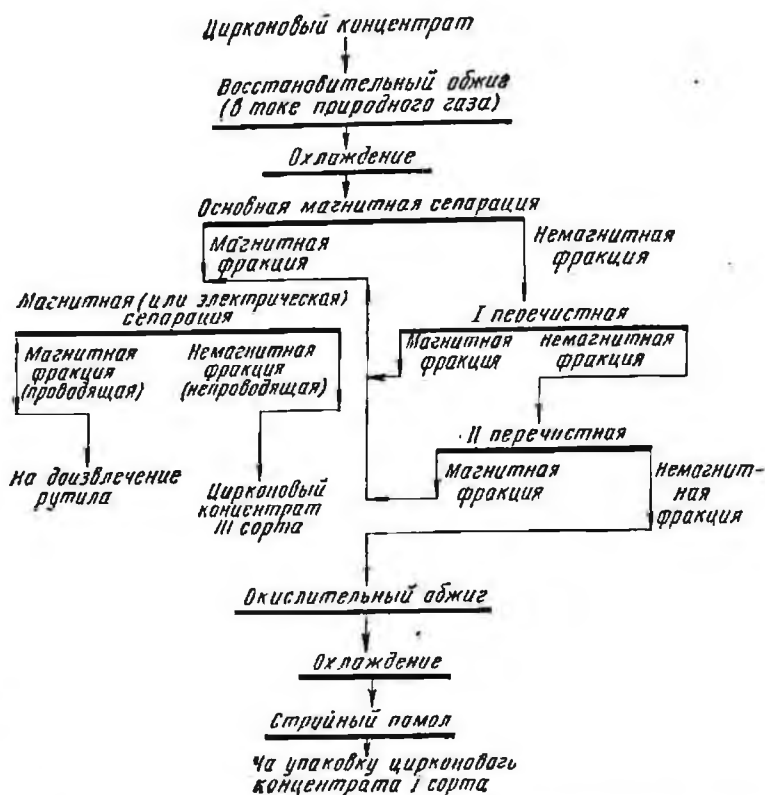 Цирконовый концентрат
Восстановительный обжиг
(в токе природного газа)
Охлаждение
Основная магнитная сепарация
Магнитная
фракция
Немагнитная
фракция
Магнитная (или электрическая)
сепарация
Магнитная
фракция
(проводящая)
Немагнитная
фракция
(непроводящая)
I перечистная
Магнитная
фракция
немагнитная
фракция
II перечистная
Магнитная
фракция
Немагнит-
ная
фракция
На доизвлечение
рутила
Цирконовый
концентрат
III сорта
Окислительный обжиг
Охлаждение
Струйный помол
На упаковку цирконового
концентрата I сорта